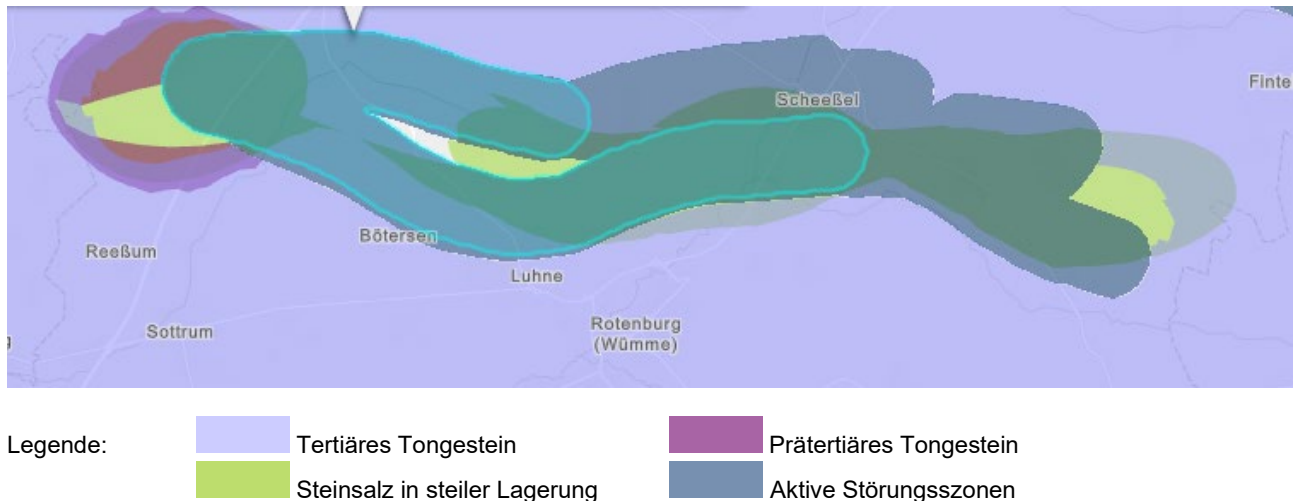 Finte
Scheeßel
Bötersen
Reeßum
Luhne
Sottrum
Rotenburg
(Wümme)
Legende:
Tertiäres Tongestein
Prätertiäres Tongestein
Steinsalz in steiler Lagerung
Aktive Störungsszonen